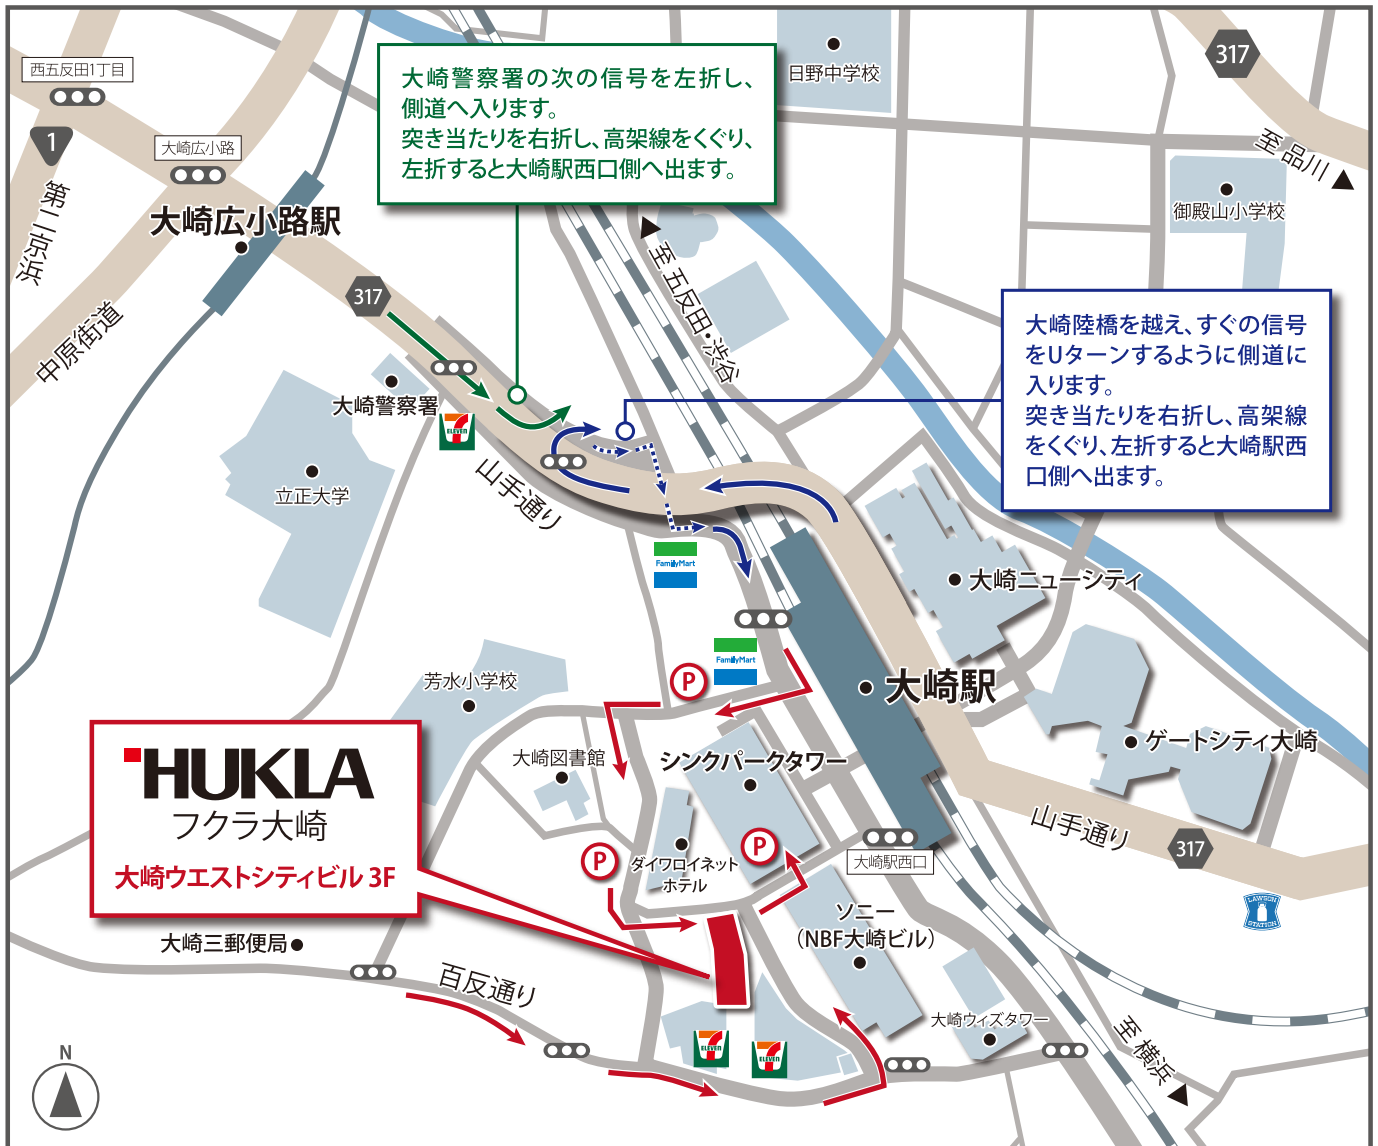 西五反田1丁目
1
第二京浜
大崎広小路
大崎広小路駅
中原街道
317
大崎警察署の次の信号を左折し、
側道へ入ります。
突き当たりを右折し、高架線をくぐり、
左折すると大崎駅西口側へ出ます。
日野中学校
317
至 品川
御殿山小学校
至 五反田・渋谷
大崎陸橋を越え、すぐの信号
をUターンするように側道に
入ります。
突き当たりを右折し、高架線
をくぐり、左折すると大崎駅西
口側へ出ます。
大崎警察署
7
ELEVEN
立正大学
山手通り
FamilyMart
大崎ニューシティ
FamilyMart
P
大崎駅
芳水小学校
ゲートシティ大崎
大崎図書館
シンクパークタワー
HUKLA
フクラ大崎
大崎ウエストシティビル 3F
P
ダイワロイネット
ホテル
P
大崎駅西口
山手通り
317
LAWSON
STATION
ソニー
(NBF大崎ビル)
大崎三郵便局
百反通り
大崎ウィズタワー
至 横浜
7
ELEVEN
7
ELEVEN
N